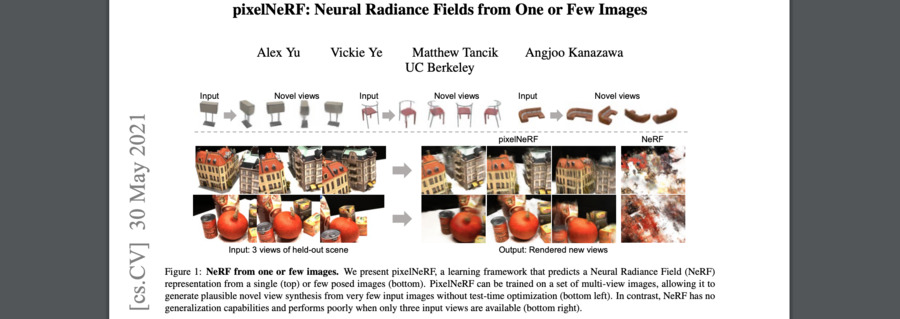 pixelNeRF: Neural Radiance Fields from One or Few Images
Alex Yu Vickie Ye Matthew Tancik Angjoo Kanazawa
UC Berkeley
[cs.CV] 30 May 2021
Input Novel views Input Novel views Input Novel views
pixelNeRF NeRF
Input: 3 views of held-out scene Output: Rendered new views
Figure 1: NeRF from one or few images. We present pixelNeRF, a learning framework that predicts a Neural Radiance Field (NeRF)
representation from a single (top) or few posed images (bottom). PixelNeRF can be trained on a set of multi-view images, allowing it to
generate plausible novel view synthesis from very few input images without test-time optimization (bottom left). In contrast, NeRF has no
generalization capabilities and performs poorly when only three input views are available (bottom right).